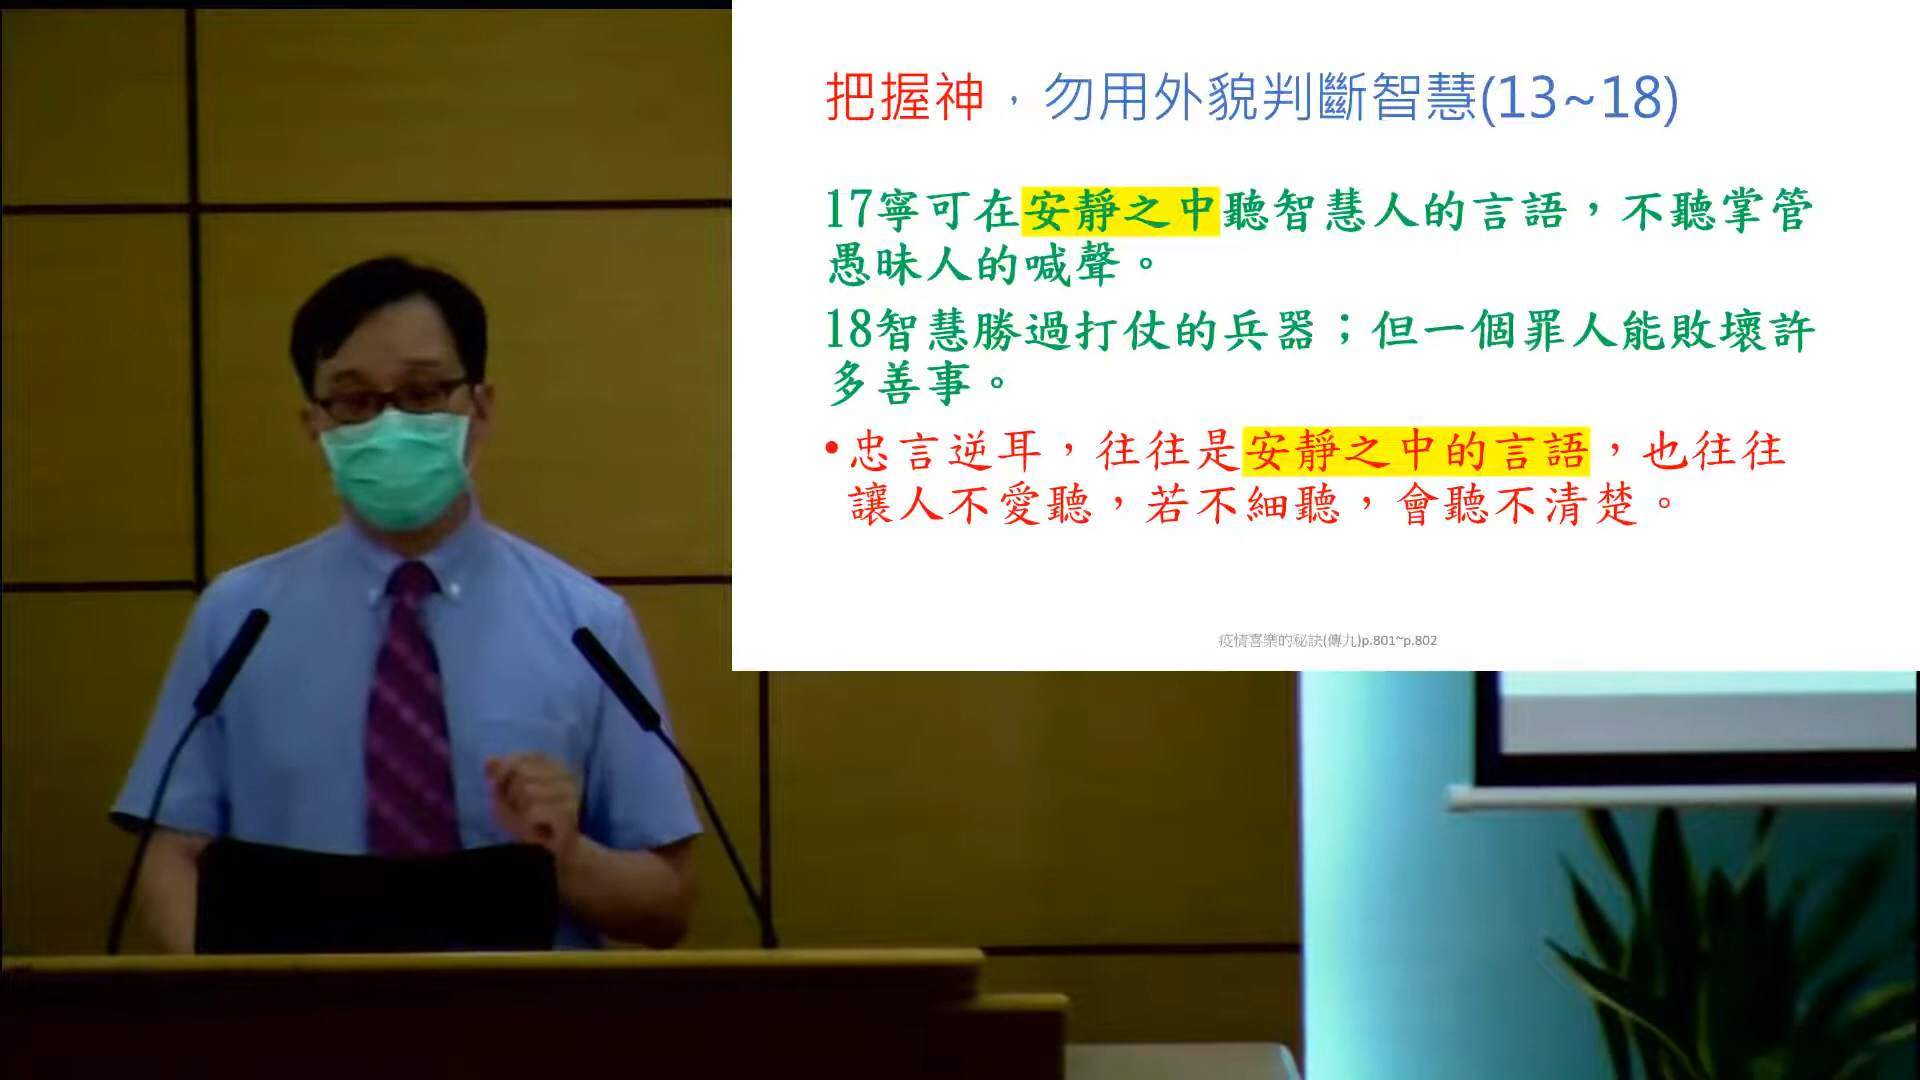 把握神，勿用外貌判斷智慧(13~18)
17寧可在安靜之中聽智慧人的言語，不聽掌管
愚昧人的喊聲。
18智慧勝過打仗的兵器；但一個罪人能敗壞許
多善事。
•忠言逆耳，往往是安靜之中的言語，也往往
讓人不愛聽，若不細聽，會聽不清楚。
疫情喜樂的秘訣(傳九)p.801~p.802